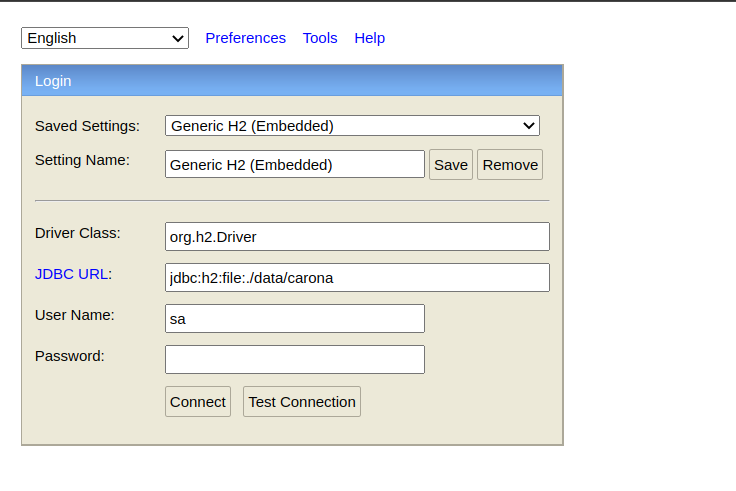 English Preferences Tools Help
Login
Saved Settings: Generic H2 (Embedded)
Setting Name: Generic H2 (Embedded) Save Remove
Driver Class: org.h2.Driver
JDBC URL: jdbc:h2:file:./data/carona
User Name: sa
Password:
Connect Test Connection